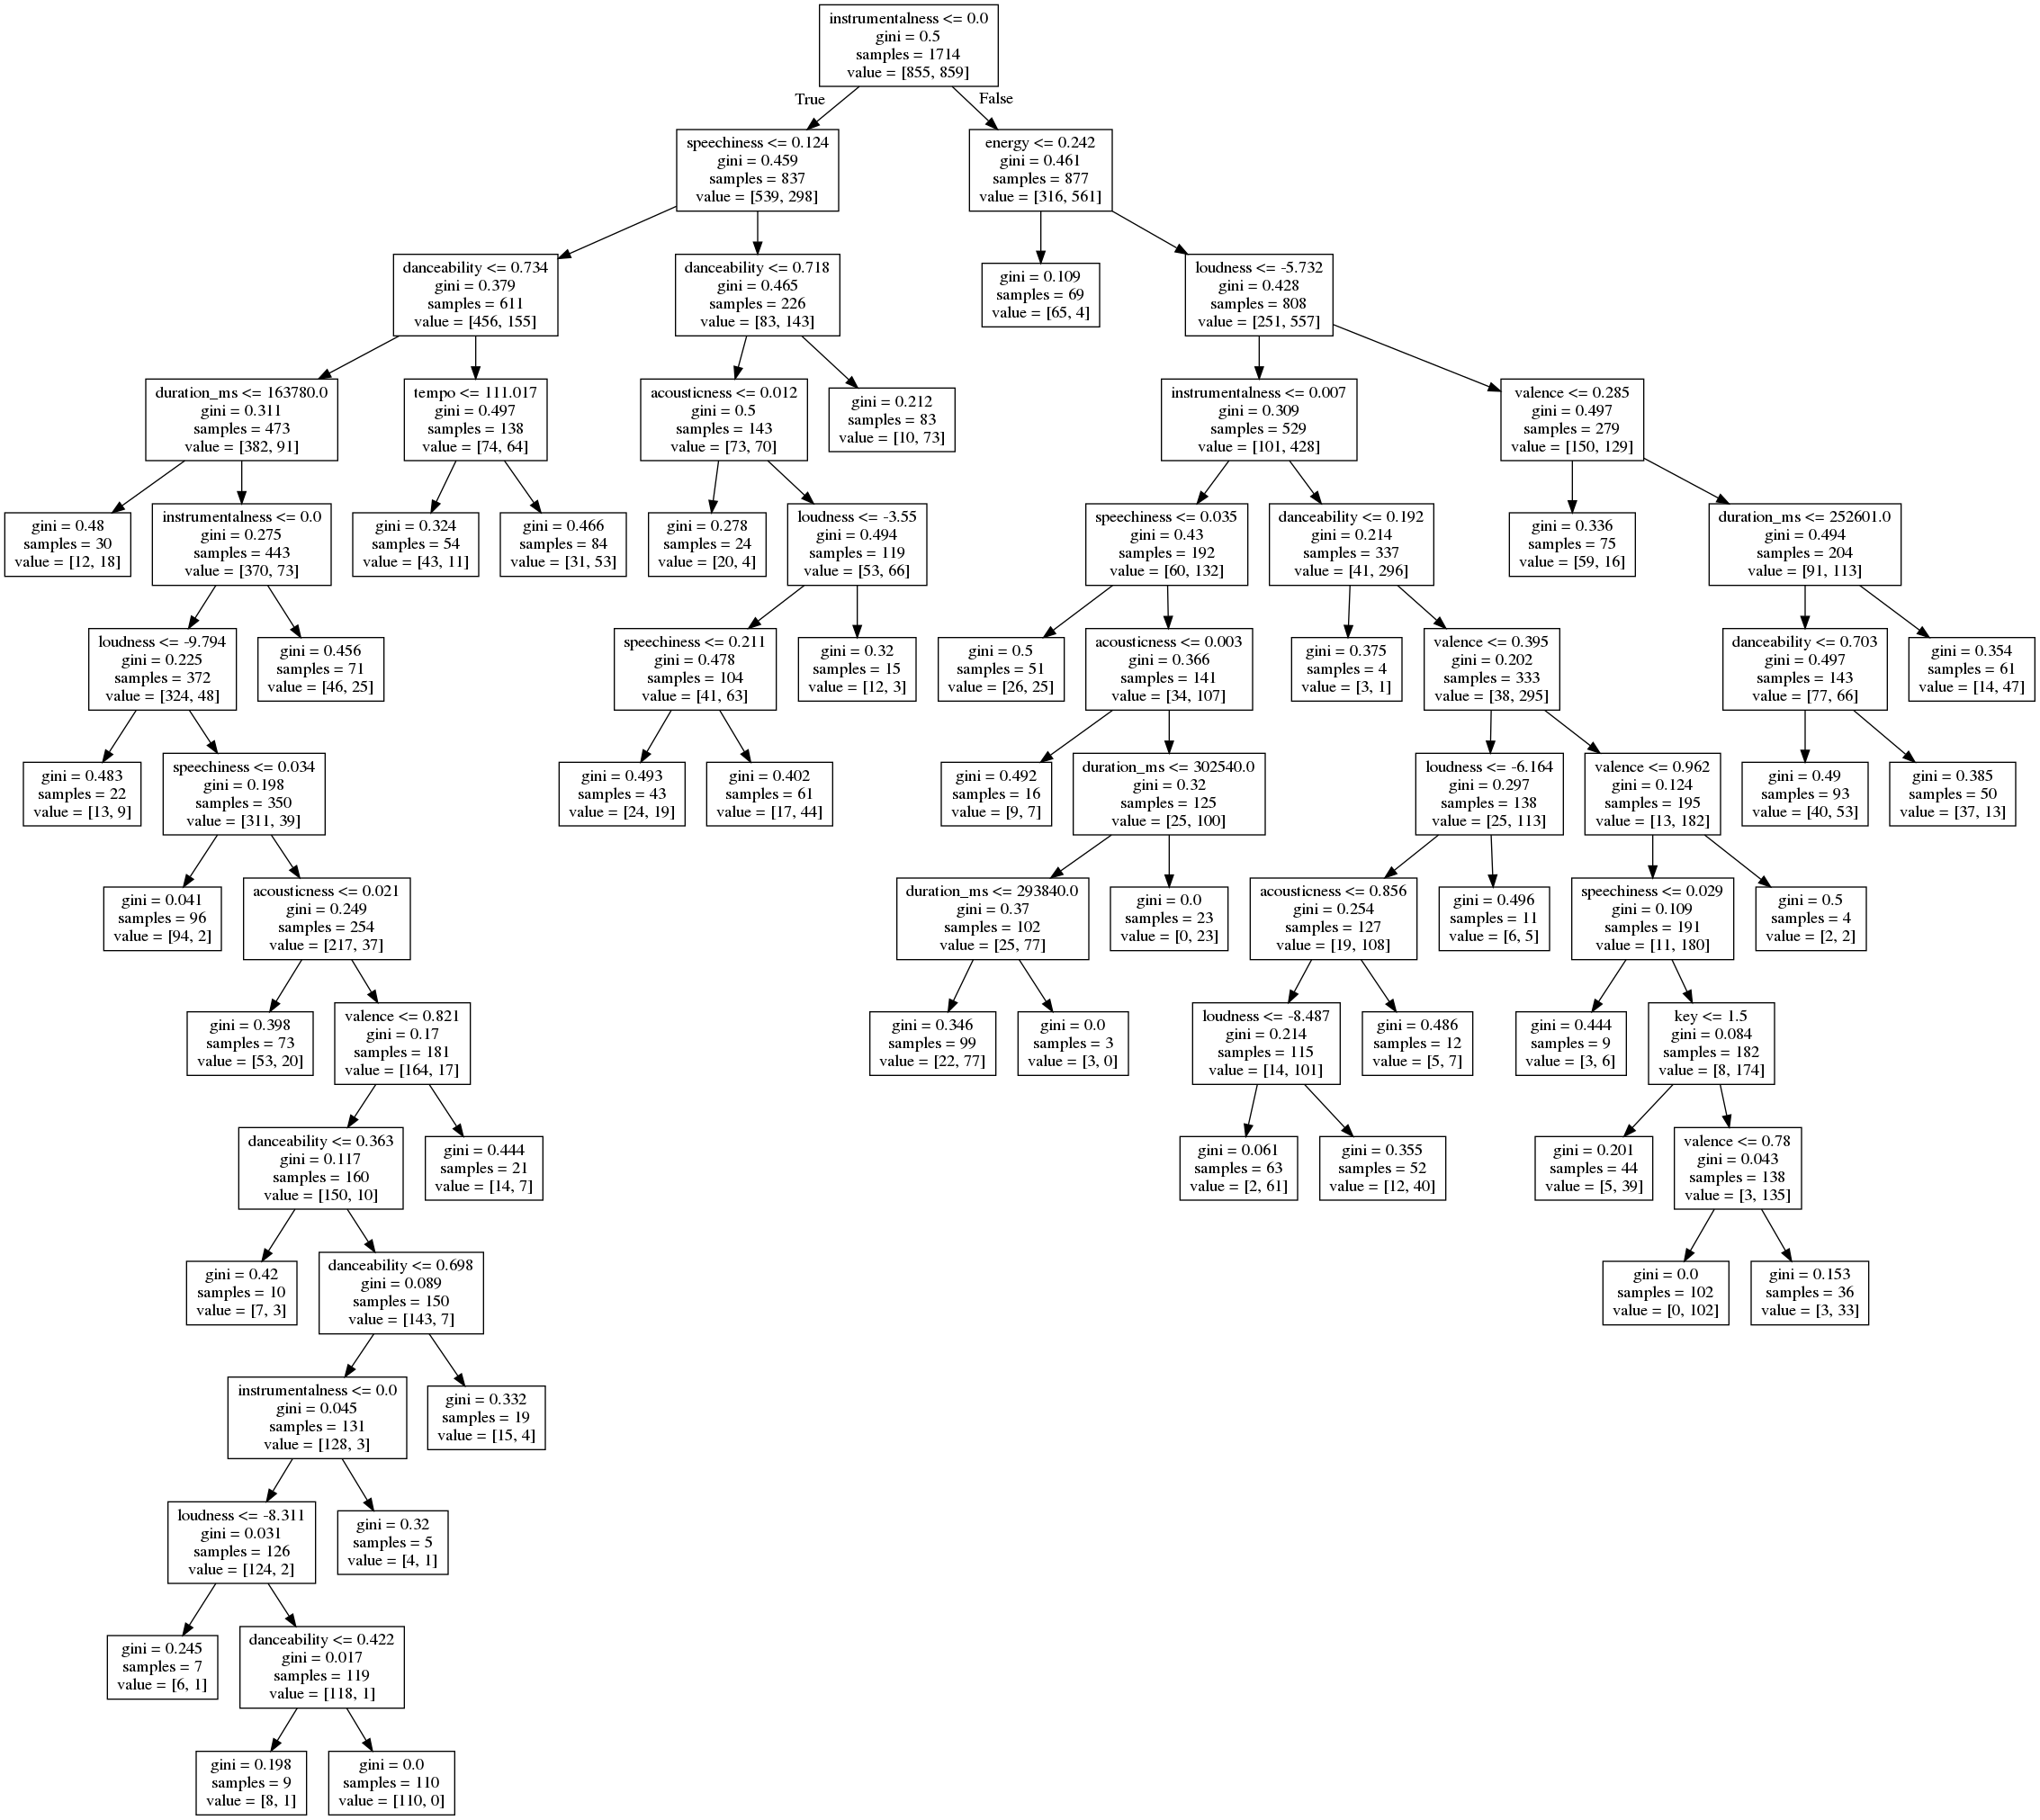 instrumentalness <= 0.0
gini = 0.5
samples = 1714
value = [855, 859]
True
False
speechiness <= 0.124
gini = 0.459
samples = 837
value = [539, 298]
energy <= 0.242
gini = 0.461
samples = 877
value = [316, 561]
danceability <= 0.734
gini = 0.379
samples = 611
value = [456, 155]
danceability <= 0.718
gini = 0.465
samples = 226
value = [83, 143]
gini = 0.109
samples = 69
value = [65, 4]
loudness <= -5.732
gini = 0.428
samples = 808
value = [251, 557]
duration_ms <= 163780.0
gini = 0.311
samples = 473
value = [382, 91]
tempo <= 111.017
gini = 0.497
samples = 138
value = [74, 64]
acousticness <= 0.012
gini = 0.5
samples = 143
value = [73, 70]
gini = 0.212
samples = 83
value = [10, 73]
instrumentalness <= 0.007
gini = 0.309
samples = 529
value = [101, 428]
valence <= 0.285
gini = 0.497
samples = 279
value = [150, 129]
gini = 0.48
samples = 30
value = [12, 18]
instrumentalness <= 0.0
gini = 0.275
samples = 443
value = [370, 73]
gini = 0.324
samples = 54
value = [43, 11]
gini = 0.466
samples = 84
value = [31, 53]
gini = 0.278
samples = 24
value = [20, 4]
loudness <= -3.55
gini = 0.494
samples = 119
value = [53, 66]
speechiness <= 0.035
gini = 0.43
samples = 192
value = [60, 132]
danceability <= 0.192
gini = 0.214
samples = 337
value = [41, 296]
gini = 0.336
samples = 75
value = [59, 16]
duration_ms <= 252601.0
gini = 0.494
samples = 204
value = [91, 113]
loudness <= -9.794
gini = 0.225
samples = 372
value = [324, 48]
gini = 0.456
samples = 71
value = [46, 25]
speechiness <= 0.211
gini = 0.478
samples = 104
value = [41, 63]
gini = 0.32
samples = 15
value = [12, 3]
gini = 0.5
samples = 51
value = [26, 25]
acousticness <= 0.003
gini = 0.366
samples = 141
value = [34, 107]
gini = 0.375
samples = 4
value = [3, 1]
valence <= 0.395
gini = 0.202
samples = 333
value = [38, 295]
danceability <= 0.703
gini = 0.497
samples = 143
value = [77, 66]
gini = 0.354
samples = 61
value = [14, 47]
gini = 0.483
samples = 22
value = [13, 9]
speechiness <= 0.034
gini = 0.198
samples = 350
value = [311, 39]
gini = 0.493
samples = 43
value = [24, 19]
gini = 0.402
samples = 61
value = [17, 44]
gini = 0.492
samples = 16
value = [9, 7]
duration_ms <= 302540.0
gini = 0.32
samples = 125
value = [25, 100]
loudness <= -6.164
gini = 0.297
samples = 138
value = [25, 113]
valence <= 0.962
gini = 0.124
samples = 195
value = [13, 182]
gini = 0.49
samples = 93
value = [40, 53]
gini = 0.385
samples = 50
value = [37, 13]
gini = 0.041
samples = 96
value = [94, 2]
acousticness <= 0.021
gini = 0.249
samples = 254
value = [217, 37]
duration_ms <= 293840.0
gini = 0.37
samples = 102
value = [25, 77]
gini = 0.0
samples = 23
value = [0, 23]
acousticness <= 0.856
gini = 0.254
samples = 127
value = [19, 108]
gini = 0.496
samples = 11
value = [6, 5]
speechiness <= 0.029
gini = 0.109
samples = 191
value = [11, 180]
gini = 0.5
samples = 4
value = [2, 2]
gini = 0.398
samples = 73
value = [53, 20]
valence <= 0.821
gini = 0.17
samples = 181
value = [164, 17]
gini = 0.346
samples = 99
value = [22, 77]
gini = 0.0
samples = 3
value = [3, 0]
loudness <= -8.487
gini = 0.214
samples = 115
value = [14, 101]
gini = 0.486
samples = 12
value = [5, 7]
gini = 0.444
samples = 9
value = [3, 6]
key <= 1.5
gini = 0.084
samples = 182
value = [8, 174]
danceability <= 0.363
gini = 0.117
samples = 160
value = [150, 10]
gini = 0.444
samples = 21
value = [14, 7]
gini = 0.061
samples = 63
value = [2, 61]
gini = 0.355
samples = 52
value = [12, 40]
gini = 0.201
samples = 44
value = [5, 39]
valence <= 0.78
gini = 0.043
samples = 138
value = [3, 135]
gini = 0.42
samples = 10
value = [7, 3]
danceability <= 0.698
gini = 0.089
samples = 150
value = [143, 7]
gini = 0.0
samples = 102
value = [0, 102]
gini = 0.153
samples = 36
value = [3, 33]
instrumentalness <= 0.0
gini = 0.045
samples = 131
value = [128, 3]
gini = 0.332
samples = 19
value = [15, 4]
loudness <= -8.311
gini = 0.031
samples = 126
value = [124, 2]
gini = 0.32
samples = 5
value = [4, 1]
gini = 0.245
samples = 7
value = [6, 1]
danceability <= 0.422
gini = 0.017
samples = 119
value = [118, 1]
gini = 0.198
samples = 9
value = [8, 1]
gini = 0.0
samples = 110
value = [110, 0]